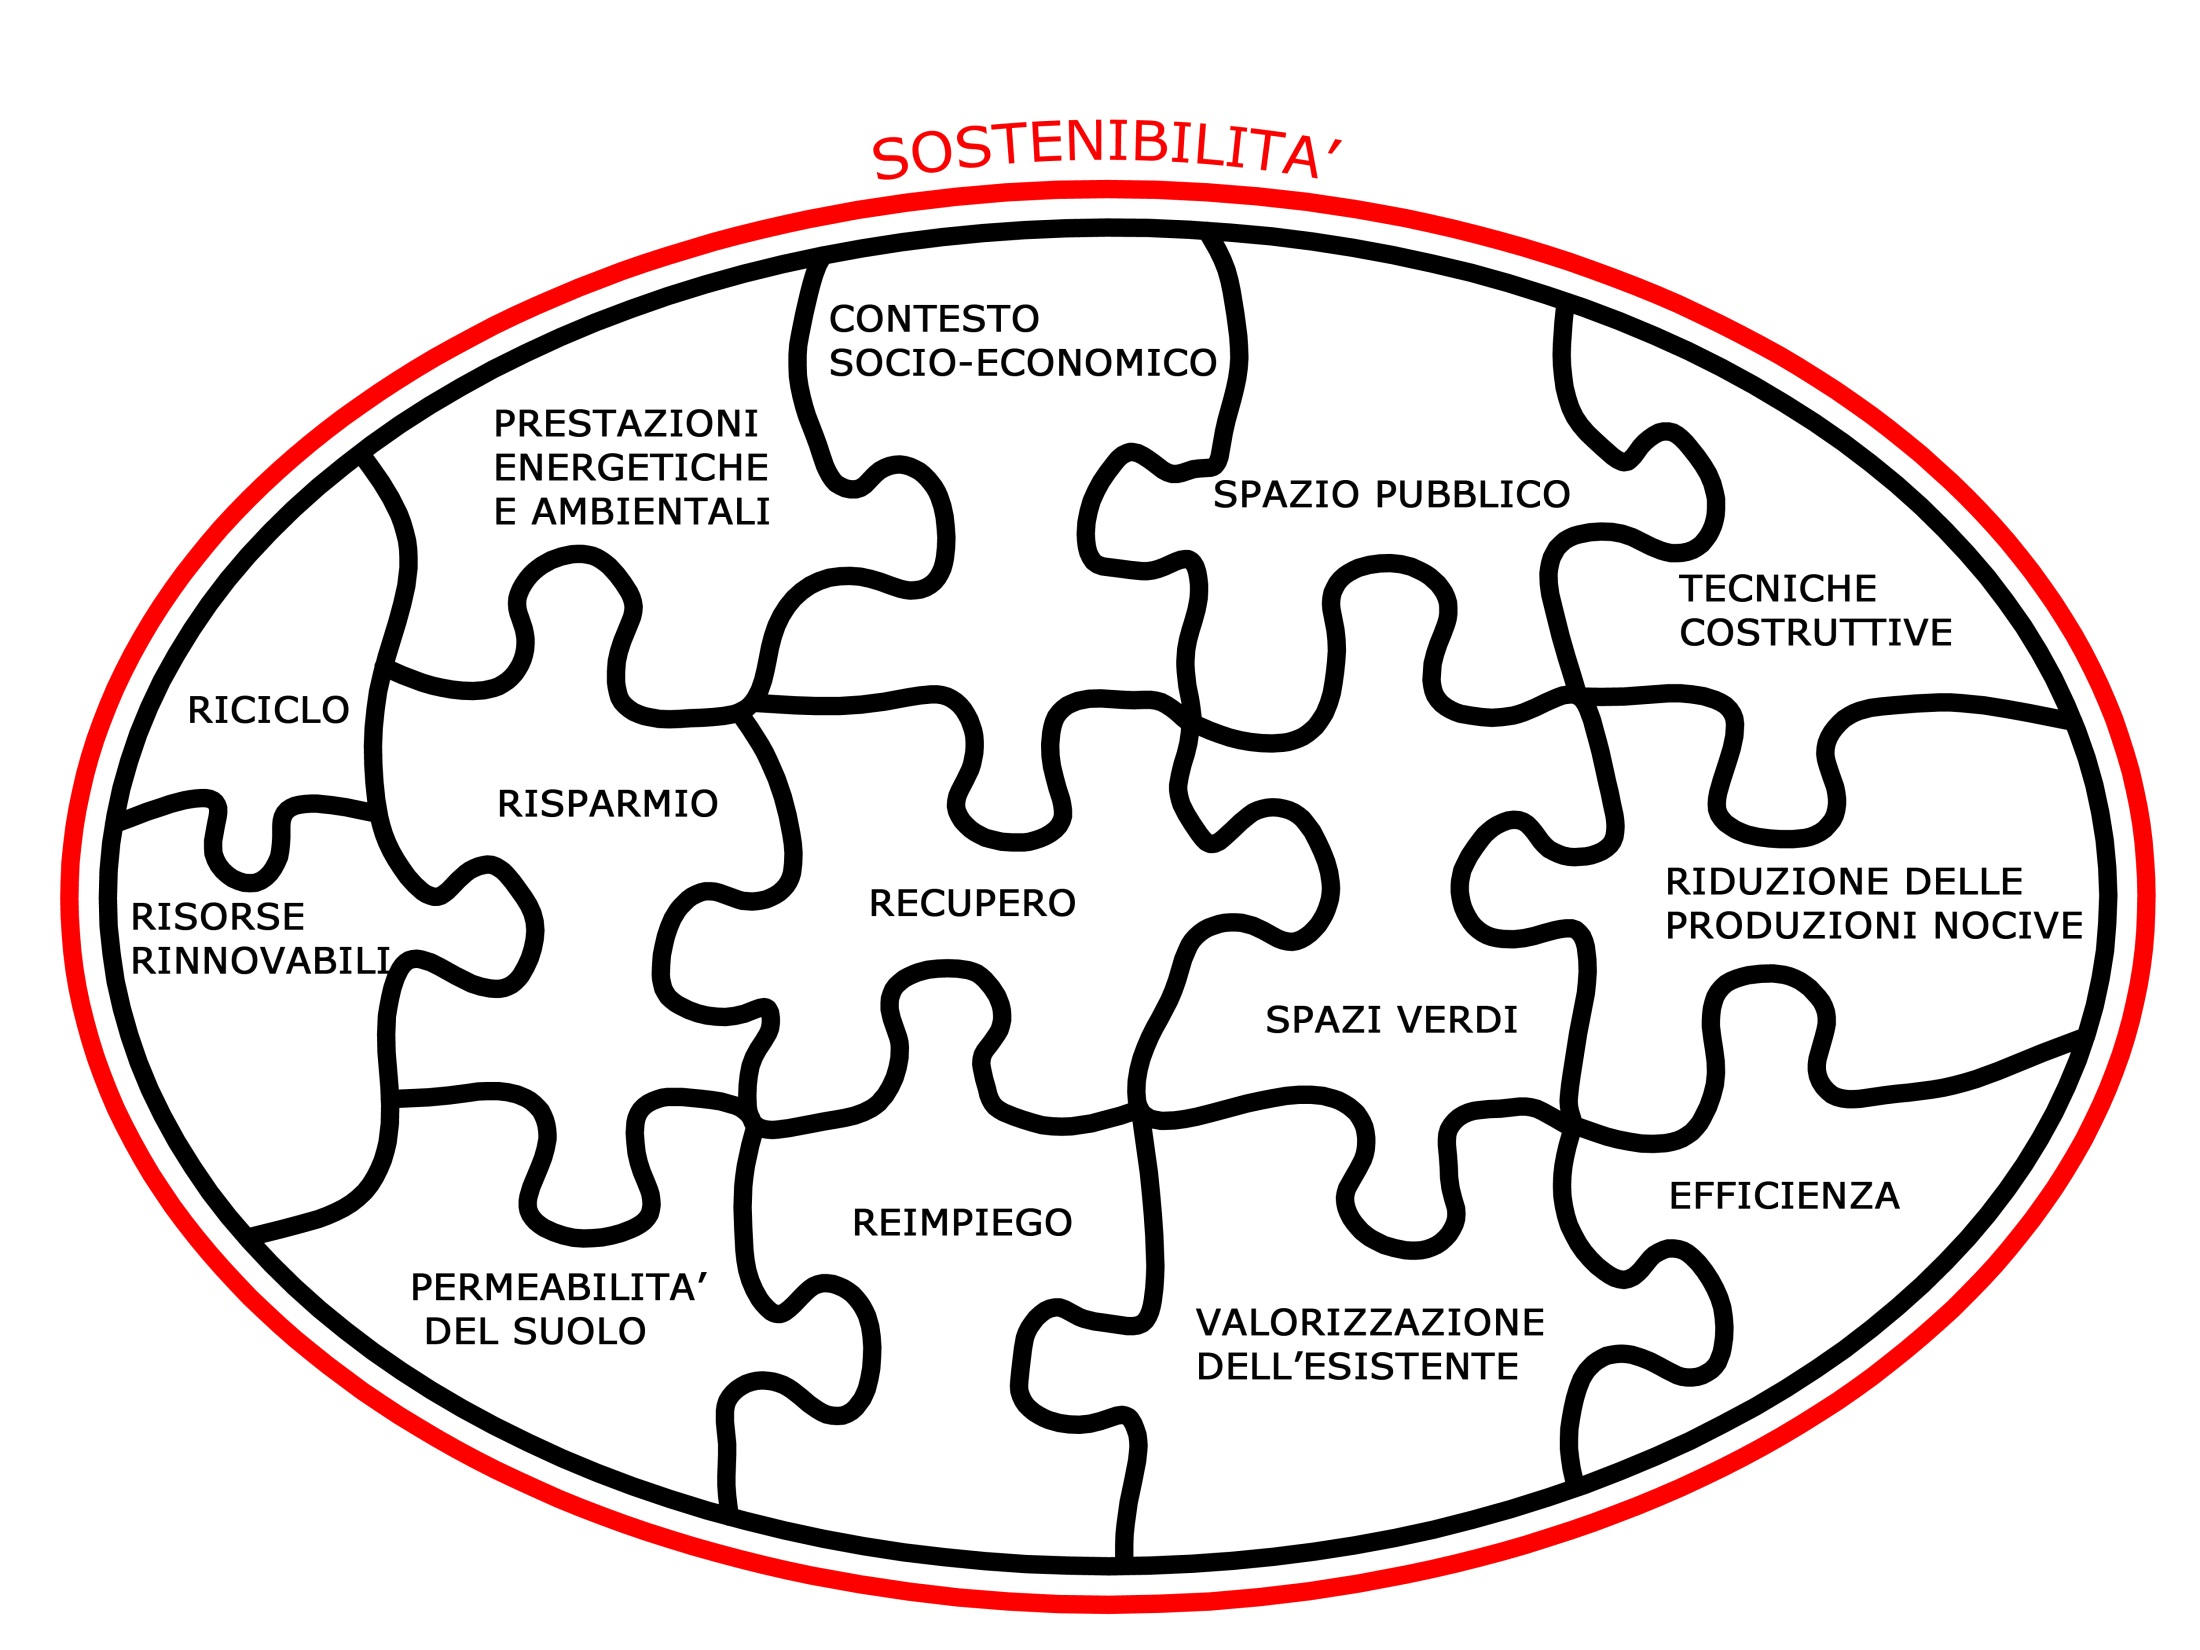 SOSTENIBILITA’
CONTESTO
SOCIO-ECONOMICO
PRESTAZIONI
ENERGETICHE
E AMBIENTALI
SPAZIO PUBBLICO
TECNICHE
COSTRUTTIVE
RICICLO
RISPARMIO
RECUPERO
RIDUZIONE DELLE
PRODUZIONI NOCIVE
RISORSE
RINNOVABILI
SPAZI VERDI
EFFICIENZA
REIMPIEGO
PERMEABILITA’
DEL SUOLO
VALORIZZAZIONE
DELL’ESISTENTE